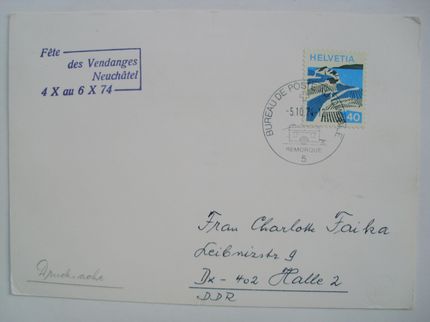 Fête
des Vendanges
Neuchâtel
4 X au 6 X 74
HELVETIA
40
BUREAU DE POSTE
-5.10.74
REMORQUE
5
Frau Charlotte Faika
Leibnizstr 9
402 Halle 2
DDR
Drucksache